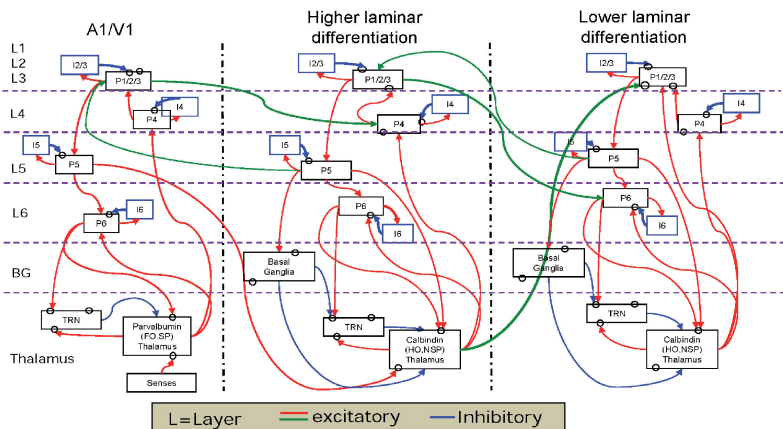 A1/V1
Higher laminar
differentiation
Lower laminar
differentiation
L1
L2
L3
L4
L5
L6
BG
Thalamus
I2/3
P1/2/3
I4
P4
I5
P5
P6
I6
TRN
Parvalbumin
(FO,SP)
Thalamus
Senses
I2/3
P1/2/3
I4
P4
I5
P5
P6
I6
Basal
Ganglia
TRN
Calbindin
(HO,NSP)
Thalamus
I2/3
P1/2/3
I4
P4
I5
P5
P6
I6
Basal
Ganglia
TRN
Calbindin
(HO,NSP)
Thalamus
L=Layer excitatory Inhibitory